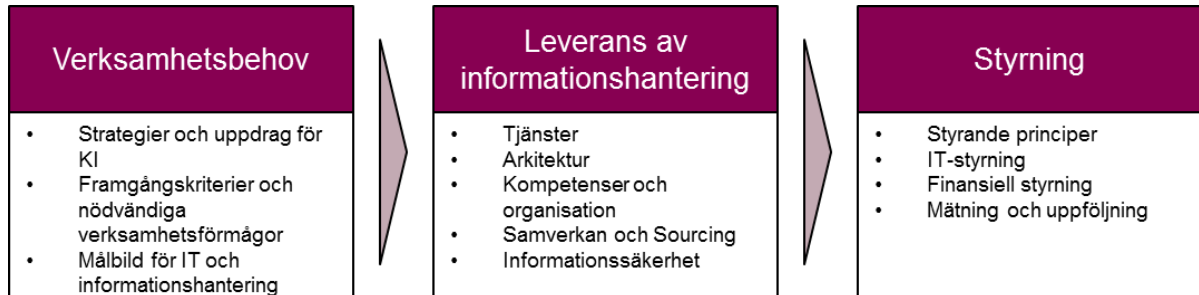 Verksamhetsbehov
• Strategier och uppdrag för
KI
• Framgångskriterier och
nödvändiga
verksamhetsförmågor
• Målbild för IT och
informationshantering
Leverans av
informationshantering
• Tjänster
• Arkitektur
• Kompetenser och
organisation
• Samverkan och Sourcing
• Informationssäkerhet
Styrning
• Styrande principer
• IT-styrning
• Finansiell styrning
• Mätning och uppföljning